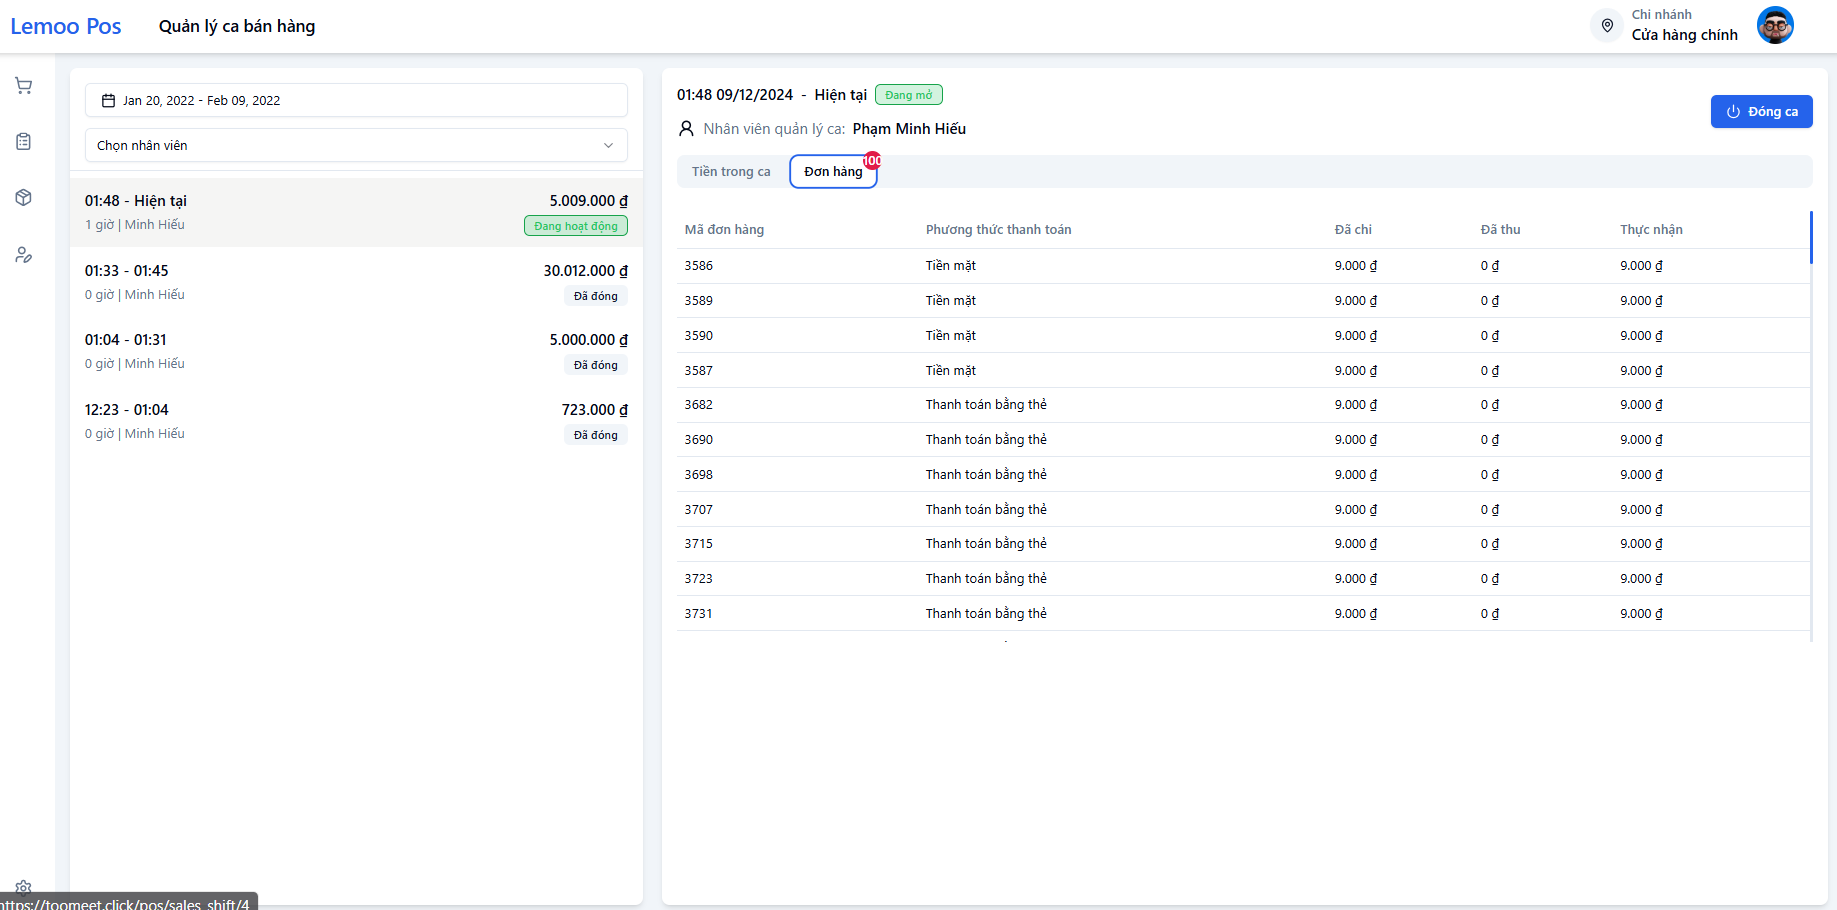 Lemoo Pos
Quản lý ca bán hàng
Chi nhánh
Cửa hàng chính
Jan 20, 2022 - Feb 09, 2022
Chọn nhân viên
01:48 - Hiện tại 5.009.000 ₫
1 giờ | Minh Hiếu Đang hoạt động
01:33 - 01:45 30.012.000 ₫
0 giờ | Minh Hiếu Đã đóng
01:04 - 01:31 5.000.000 ₫
0 giờ | Minh Hiếu Đã đóng
12:23 - 01:04 723.000 ₫
0 giờ | Minh Hiếu Đã đóng
01:48 09/12/2024 - Hiện tại Đang mở
Nhân viên quản lý ca: Phạm Minh Hiếu
Đóng ca
Tiền trong ca Đơn hàng 100
Mã đơn hàng Phương thức thanh toán Đã chi Đã thu Thực nhận
3586 Tiền mặt 9.000 ₫ 0 ₫ 9.000 ₫
3589 Tiền mặt 9.000 ₫ 0 ₫ 9.000 ₫
3590 Tiền mặt 9.000 ₫ 0 ₫ 9.000 ₫
3587 Tiền mặt 9.000 ₫ 0 ₫ 9.000 ₫
3682 Thanh toán bằng thẻ 9.000 ₫ 0 ₫ 9.000 ₫
3690 Thanh toán bằng thẻ 9.000 ₫ 0 ₫ 9.000 ₫
3698 Thanh toán bằng thẻ 9.000 ₫ 0 ₫ 9.000 ₫
3707 Thanh toán bằng thẻ 9.000 ₫ 0 ₫ 9.000 ₫
3715 Thanh toán bằng thẻ 9.000 ₫ 0 ₫ 9.000 ₫
3723 Thanh toán bằng thẻ 9.000 ₫ 0 ₫ 9.000 ₫
3731 Thanh toán bằng thẻ 9.000 ₫ 0 ₫ 9.000 ₫
https://toomeet.click/pos/sales_shift/4